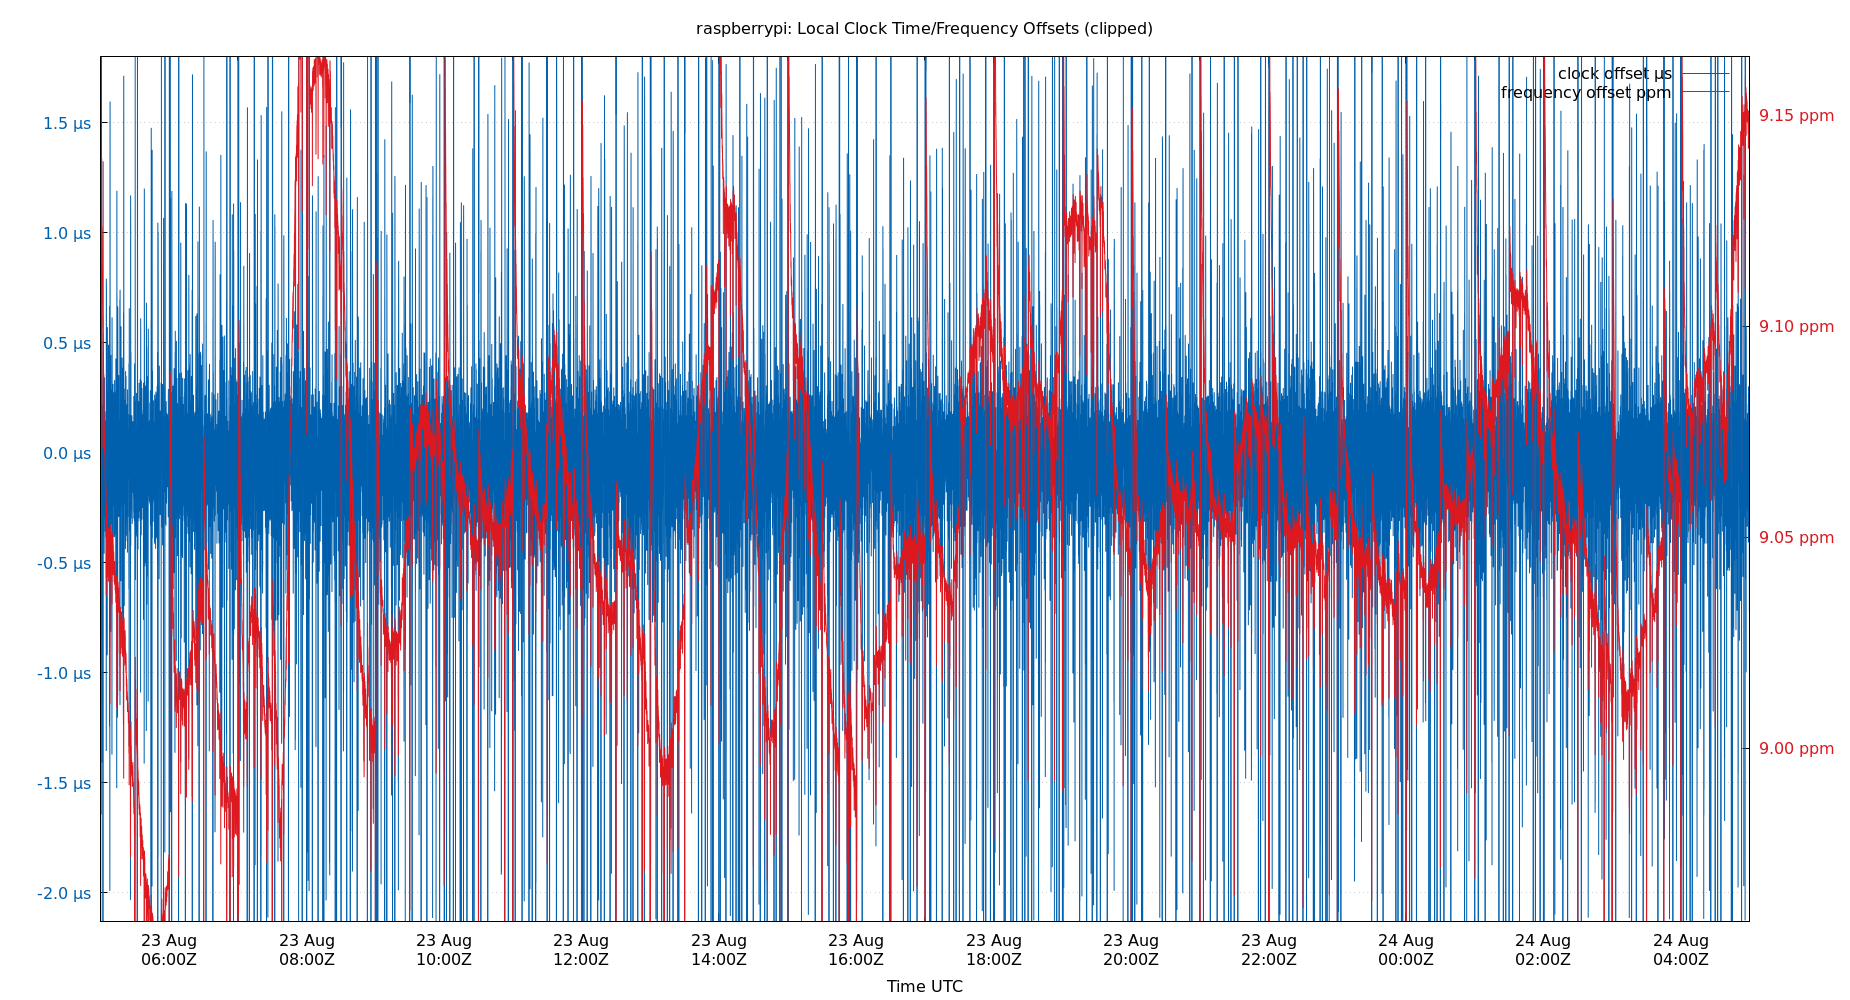 raspberrypi: Local Clock Time/Frequency Offsets (clipped)
clock offset µs
frequency offset ppm
1.5 µs
1.0 µs
0.5 µs
0.0 µs
-0.5 µs
-1.0 µs
-1.5 µs
-2.0 µs
9.15 ppm
9.10 ppm
9.05 ppm
9.00 ppm
23 Aug
06:00Z
23 Aug
08:00Z
23 Aug
10:00Z
23 Aug
12:00Z
23 Aug
14:00Z
23 Aug
16:00Z
23 Aug
18:00Z
23 Aug
20:00Z
23 Aug
22:00Z
24 Aug
00:00Z
24 Aug
02:00Z
24 Aug
04:00Z
Time UTC